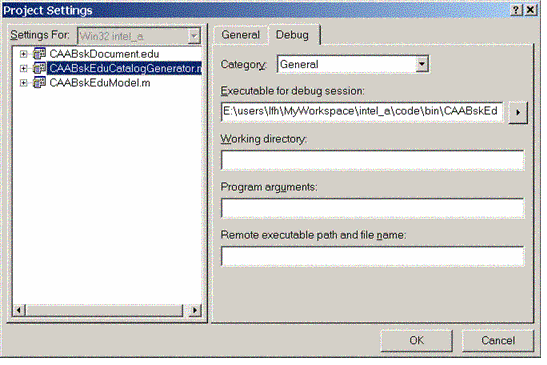 Project Settings
Settings For: Win32 intel_a
General Debug
CAABskDocument.edu
CAABskEduCatalogGenerator.m
CAABskEduModel.m
Category: General
Executable for debug session:
E:\users\lfh\MyWorkspace\intel_a\code\bin\CAABskEd
Working directory:
Program arguments:
Remote executable path and file name:
OK Cancel